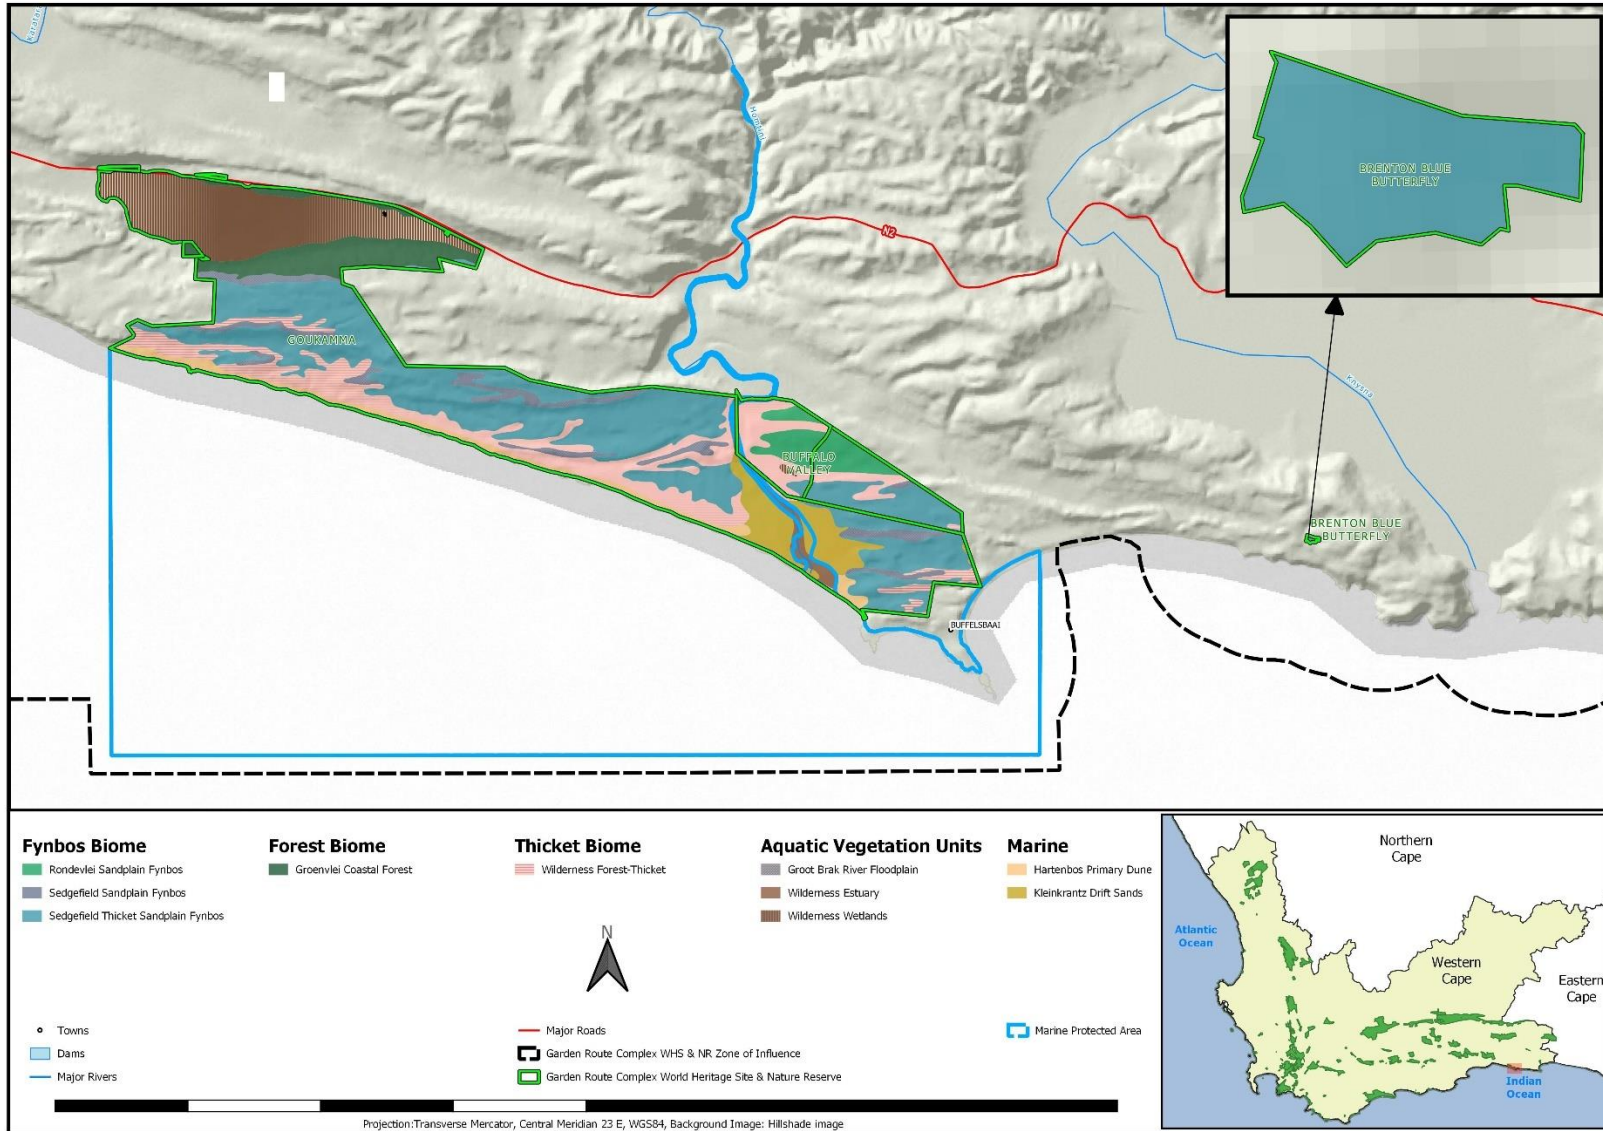 Karatara
Homtini
N2
BRENTON BLUE
BUTTERFLY
GOUKAMMA
Knysna
BUFFALO
VALLEY
BRENTON BLUE
BUTTERFLY
BUFFELSBAAI
Fynbos Biome
Rondevlei Sandplain Fynbos
Sedgefield Sandplain Fynbos
Sedgefield Thicket Sandplain Fynbos
Forest Biome
Groenvlei Coastal Forest
Thicket Biome
Wilderness Forest-Thicket
Aquatic Vegetation Units
Groot Brak River Floodplain
Wilderness Estuary
Wilderness Wetlands
Marine
Hartenbos Primary Dune
Kleinkrantz Drift Sands
N
Towns
Dams
Major Rivers
Major Roads
Garden Route Complex WHS & NR Zone of Influence
Garden Route Complex World Heritage Site & Nature Reserve
Marine Protected Area
Projection:Transverse Mercator, Central Meridian 23 E, WGS84, Background Image: Hillshade image
Northern
Cape
Atlantic
Ocean
Western
Cape
Eastern
Cape
Indian
Ocean